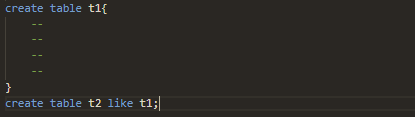 create table t1{
    --
    --
    --
    --
}
create table t2 like t1;